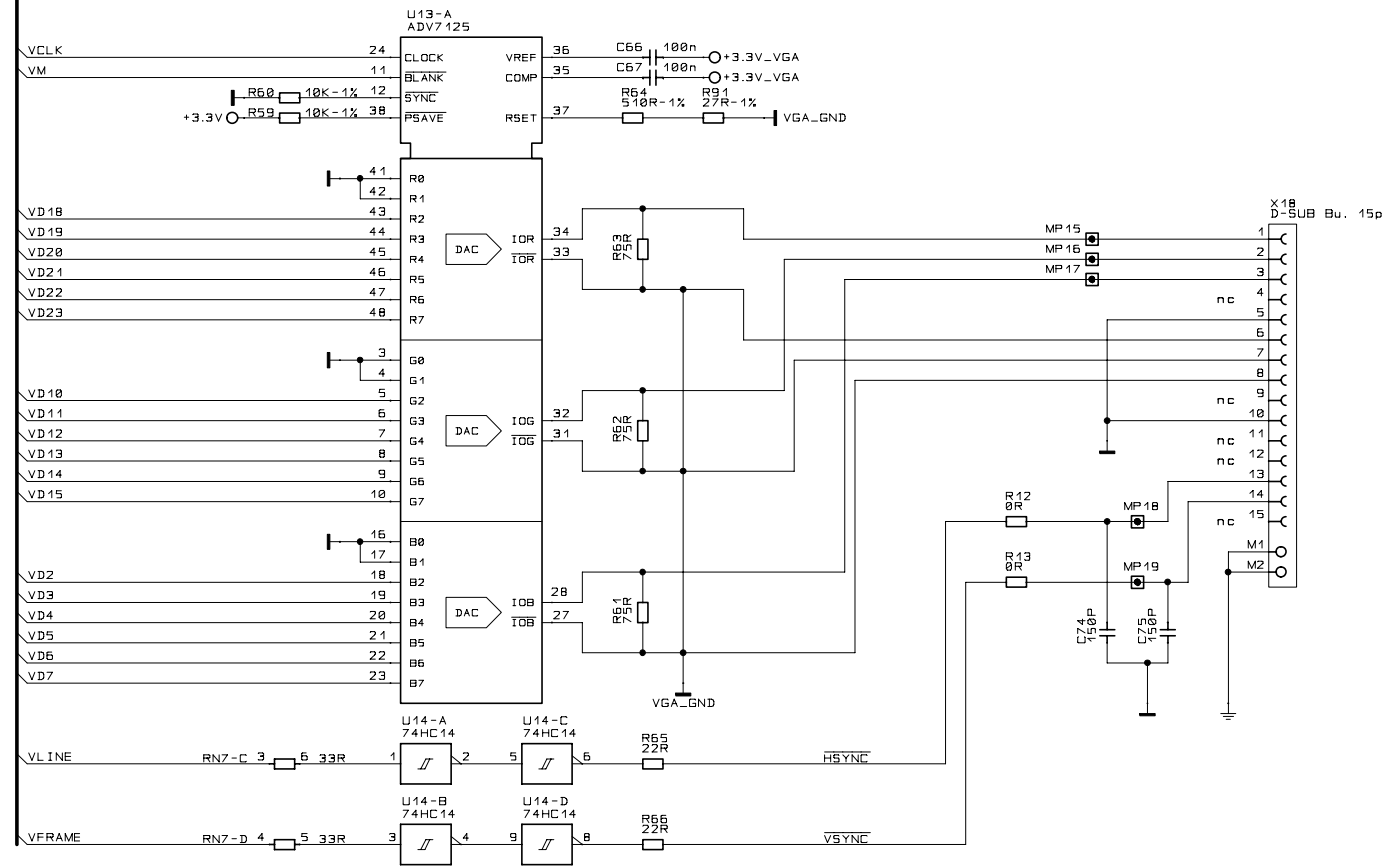 U13-A
ADV7125
VCLK 24 CLOCK VREF 36 C66 100n +3.3V_VGA
VM 11 BLANK COMP 35 C67 100n +3.3V_VGA
R60 10K-1% 12 SYNC
R64 R91
510R-1% 27R-1%
+3.3V R59 10K-1% 38 PSAVE RSET 37 VGA_GND
41 R0
42 R1
X18
D-SUB Bu. 15p
VD18 43 R2
VD19 44 R3 DAC IOR 34 R63 75R MP15 1
VD20 45 R4 IOR 33 MP16 2
VD21 46 R5 MP17 3
VD22 47 R6 nc 4
VD23 48 R7 5
6
3 G0 7
4 G1 8
VD10 5 G2 nc 9
VD11 6 G3 DAC IOG 32 R62 75R 10
VD12 7 G4 IOG 31 nc 11
VD13 8 G5 nc 12
VD14 9 G6 13
VD15 10 G7 14
R12
0R
MP18
nc 15
16 B0 M1
17 B1
R13
0R
MP19
M2
VD2 18 B2
VD3 19 B3 DAC IOB 28 R61 75R
VD4 20 B4 IOB 27 C74 150P C75 150P
VD5 21 B5
VD6 22 B6
VD7 23 B7
VGA_GND
U14-A U14-C
74HC14 74HC14
R65
22R
VLINE RN7-C 3 6 33R 1 2 5 6 HSYNC
U14-B U14-D
74HC14 74HC14
R66
22R
VFRAME RN7-D 4 5 33R 3 4 9 8 VSYNC